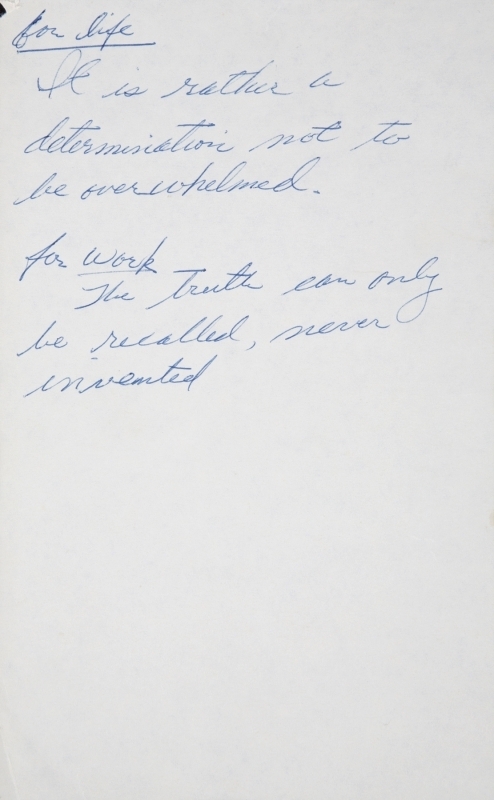 for life
It is rather a
determination not to
be overwhelmed.
for work
The truth can only
be recalled, never
invented